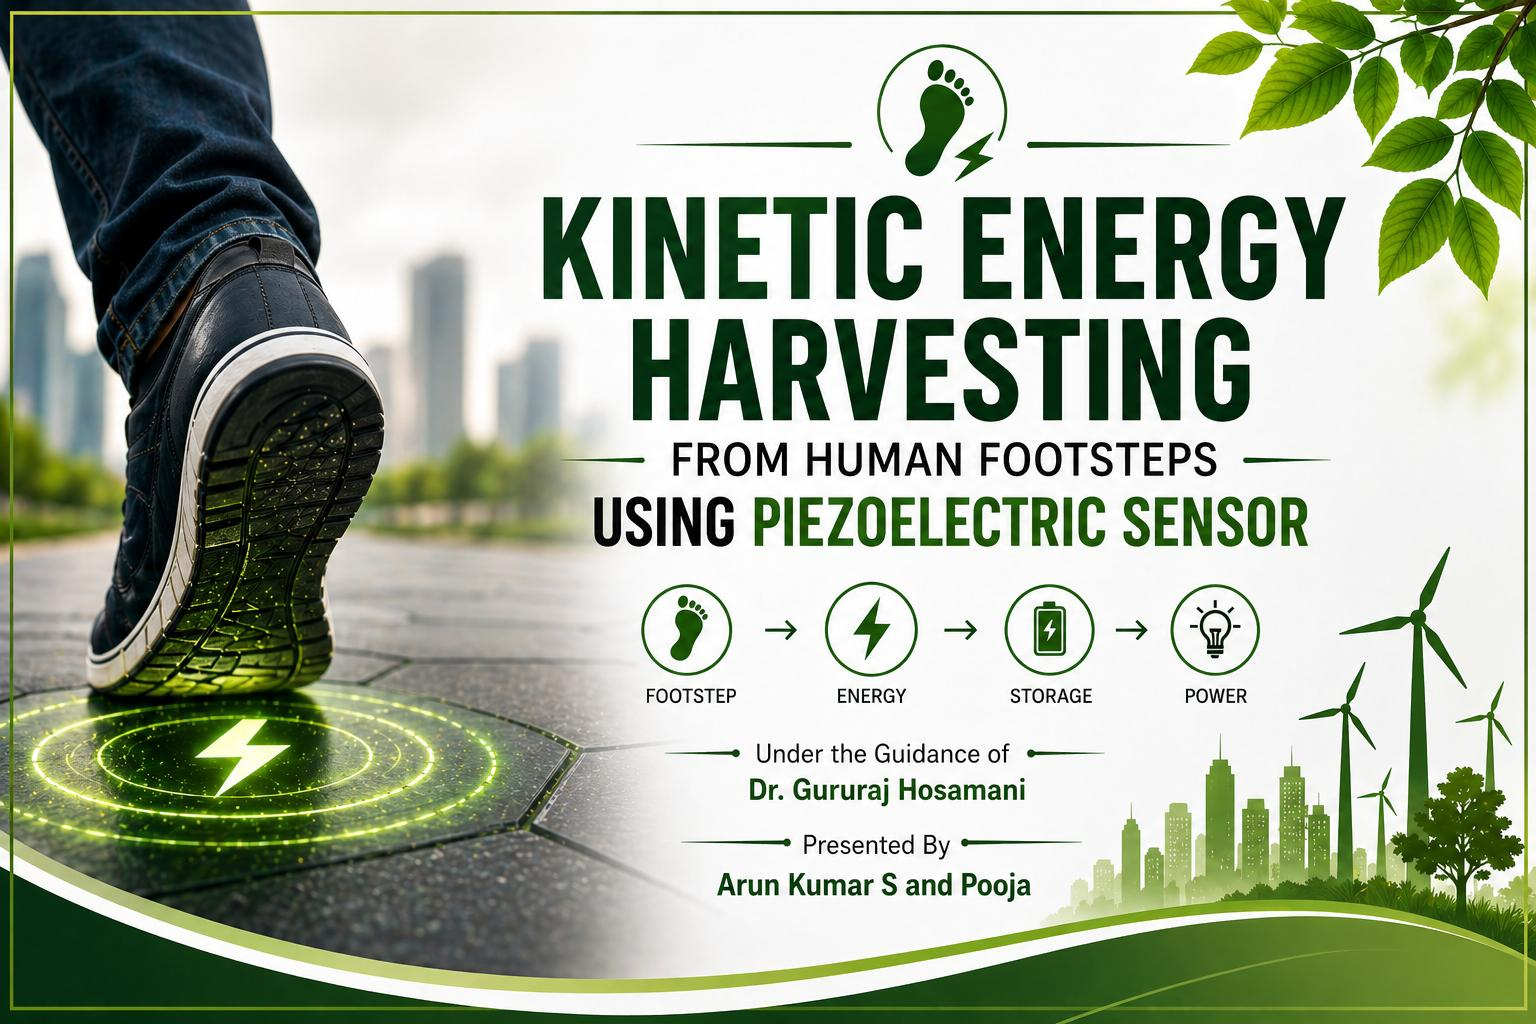 KINETIC ENERGY
HARVESTING
FROM HUMAN FOOTSTEPS
USING PIEZOELECTRIC SENSOR
FOOTSTEP
ENERGY
STORAGE
POWER
Under the Guidance of
Dr. Gururaj Hosamani
Presented By
Arun Kumar S and Pooja